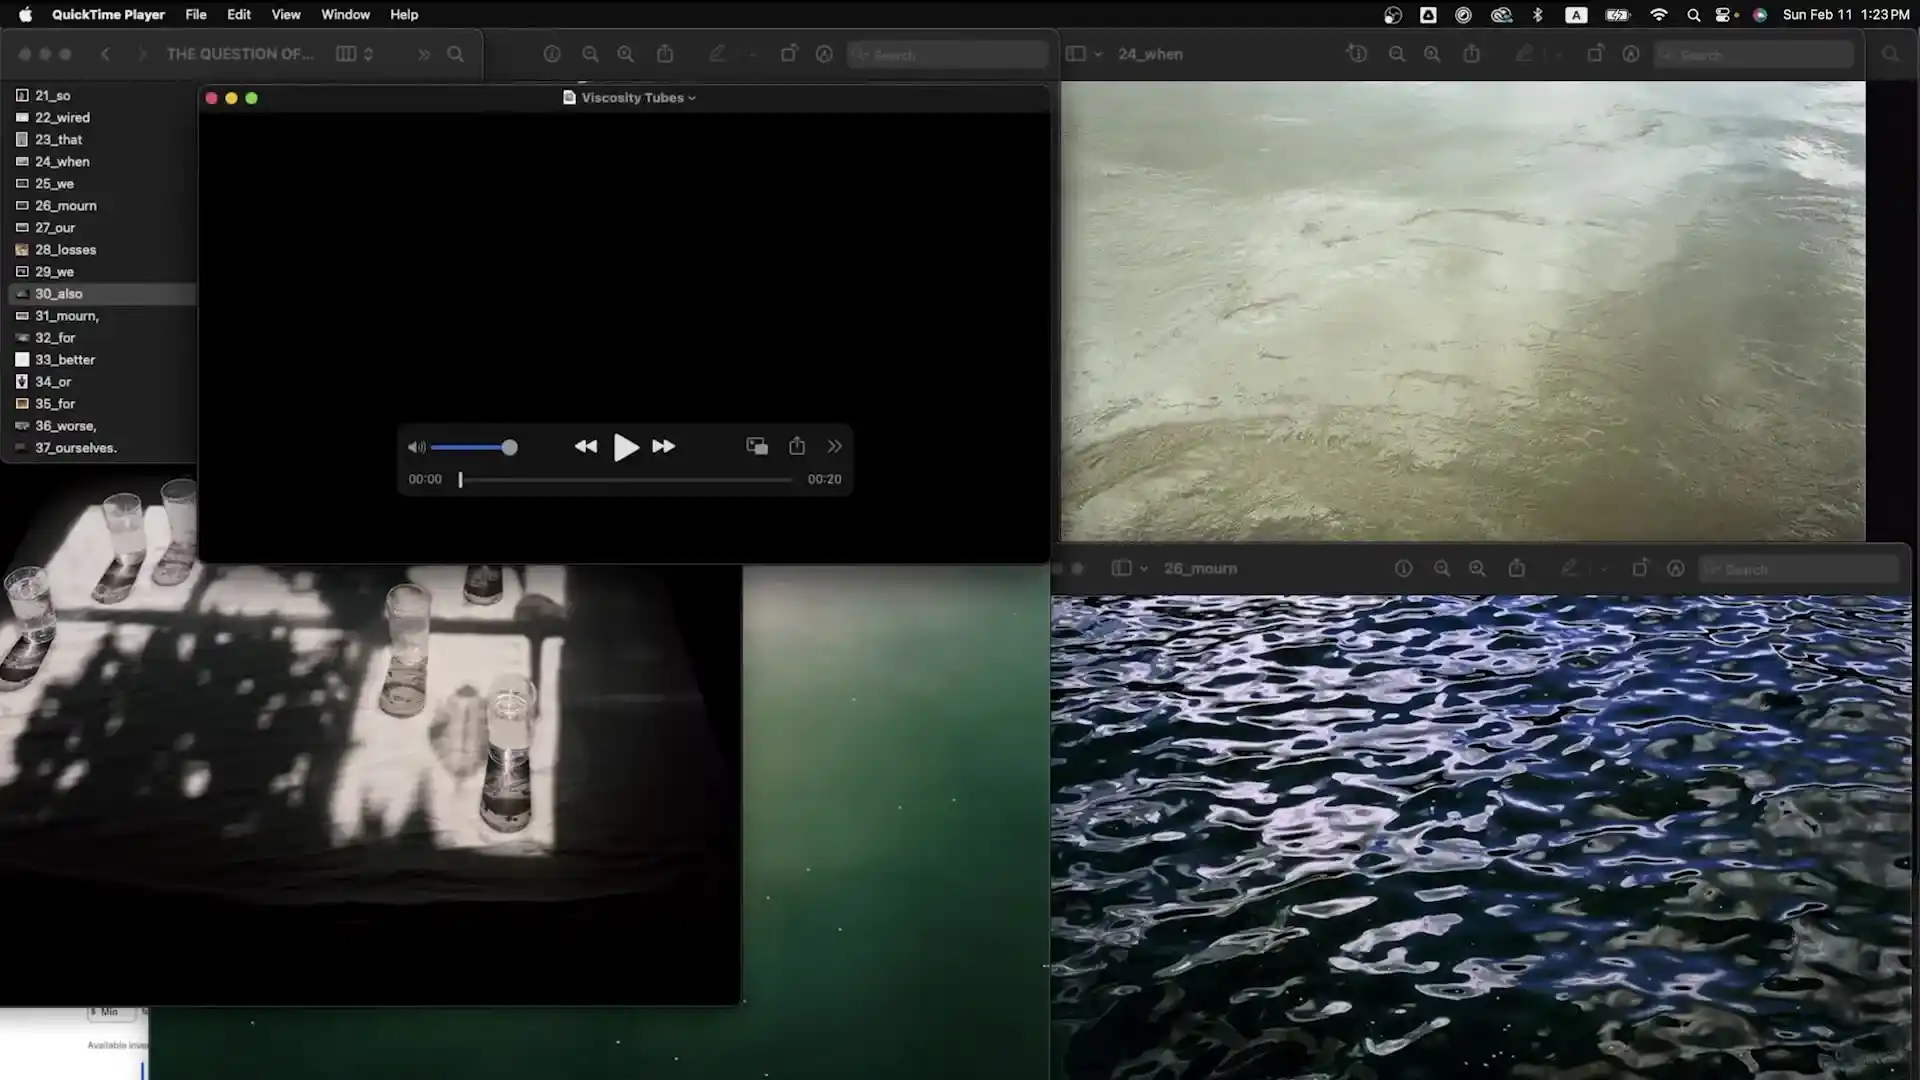 QuickTime Player File Edit View Window Help
A
Sun Feb 11 1:23 PM
THE QUESTION OF...
Search
24_when
Search
21_so
22_wired
23_that
24_when
25_we
26_mourn
27_our
28_losses
29_we
30_also
31_mourn,
32_for
33_better
34_or
35_for
36_worse,
37_ourselves.
Viscosity Tubes
00:00
00:20
26_mourn
Search
Min
Available